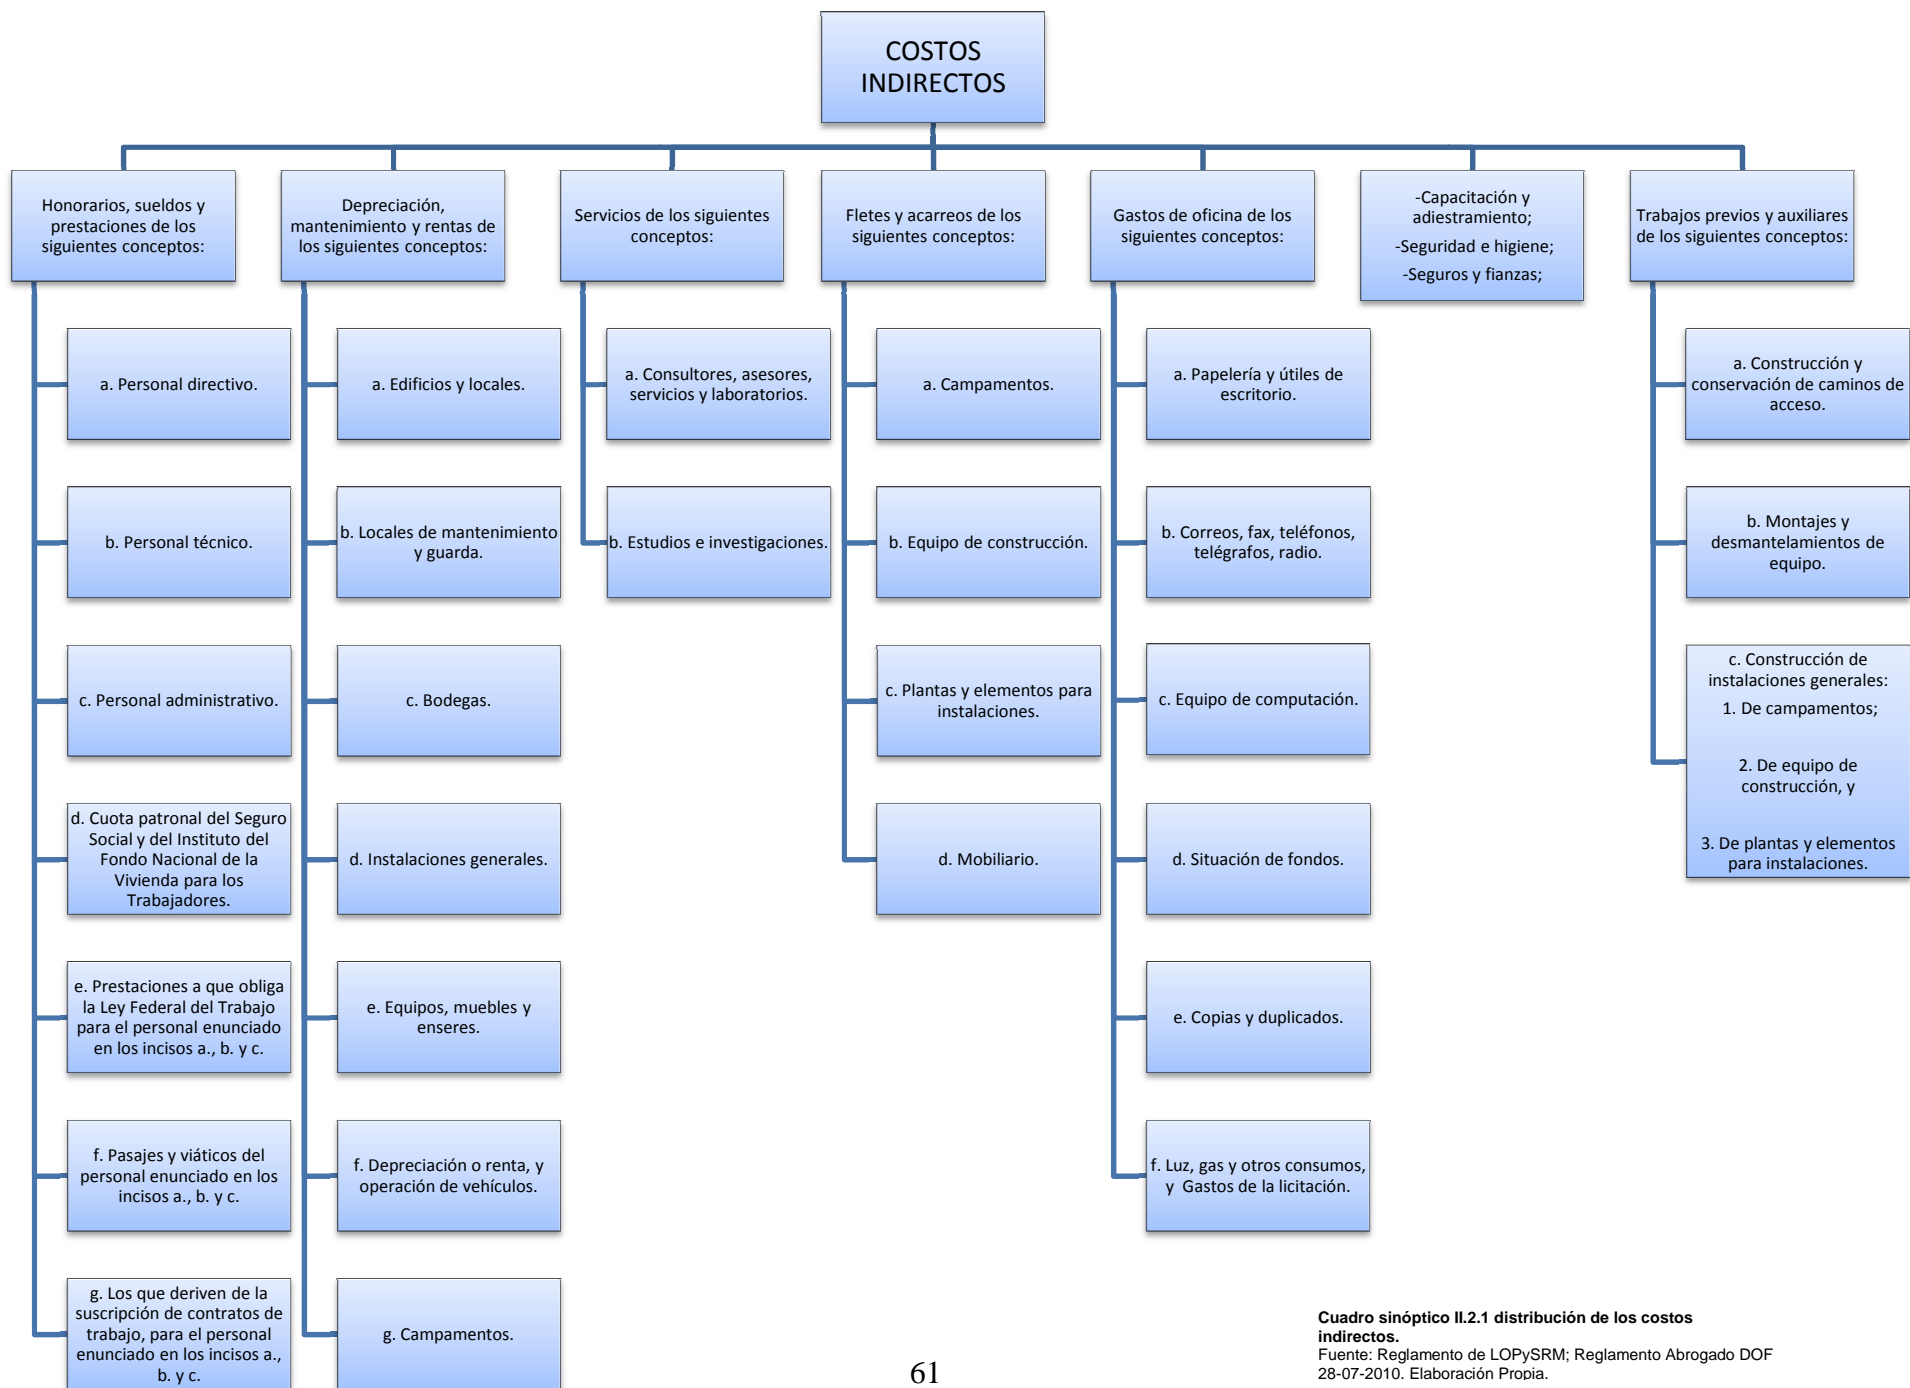 COSTOS
INDIRECTOS
Honorarios, sueldos y
prestaciones de los
siguientes conceptos:
a. Personal directivo.
b. Personal técnico.
c. Personal administrativo.
d. Cuota patronal del Seguro
Social y del Instituto del
Fondo Nacional de la
Vivienda para los
Trabajadores.
e. Prestaciones a que obliga
la Ley Federal del Trabajo
para el personal enunciado
en los incisos a., b. y c.
f. Pasajes y viáticos del
personal enunciado en los
incisos a., b. y c.
g. Los que deriven de la
suscripción de contratos de
trabajo, para el personal
enunciado en los incisos a.,
b. y c.
Depreciación,
mantenimiento y rentas de
los siguientes conceptos:
a. Edificios y locales.
b. Locales de mantenimiento
y guarda.
c. Bodegas.
d. Instalaciones generales.
e. Equipos, muebles y
enseres.
f. Depreciación o renta, y
operación de vehículos.
g. Campamentos.
Servicios de los siguientes
conceptos:
a. Consultores, asesores,
servicios y laboratorios.
b. Estudios e investigaciones.
Fletes y acarreos de los
siguientes conceptos:
a. Campamentos.
b. Equipo de construcción.
c. Plantas y elementos para
instalaciones.
d. Mobiliario.
Gastos de oficina de los
siguientes conceptos:
a. Papelería y útiles de
escritorio.
b. Correos, fax, teléfonos,
telégrafos, radio.
c. Equipo de computación.
d. Situación de fondos.
e. Copias y duplicados.
f. Luz, gas y otros consumos,
y Gastos de la licitación.
-Capacitación y
adiestramiento;
-Seguridad e higiene;
-Seguros y fianzas;
Trabajos previos y auxiliares
de los siguientes conceptos:
a. Construcción y
conservación de caminos de
acceso.
b. Montajes y
desmantelamientos de
equipo.
c. Construcción de
instalaciones generales:
1. De campamentos;
2. De equipo de
construcción, y
3. De plantas y elementos
para instalaciones.
61
Cuadro sinóptico II.2.1 distribución de los costos
indirectos.
Fuente: Reglamento de LOPySRM; Reglamento Abrogado DOF
28-07-2010. Elaboración Propia.